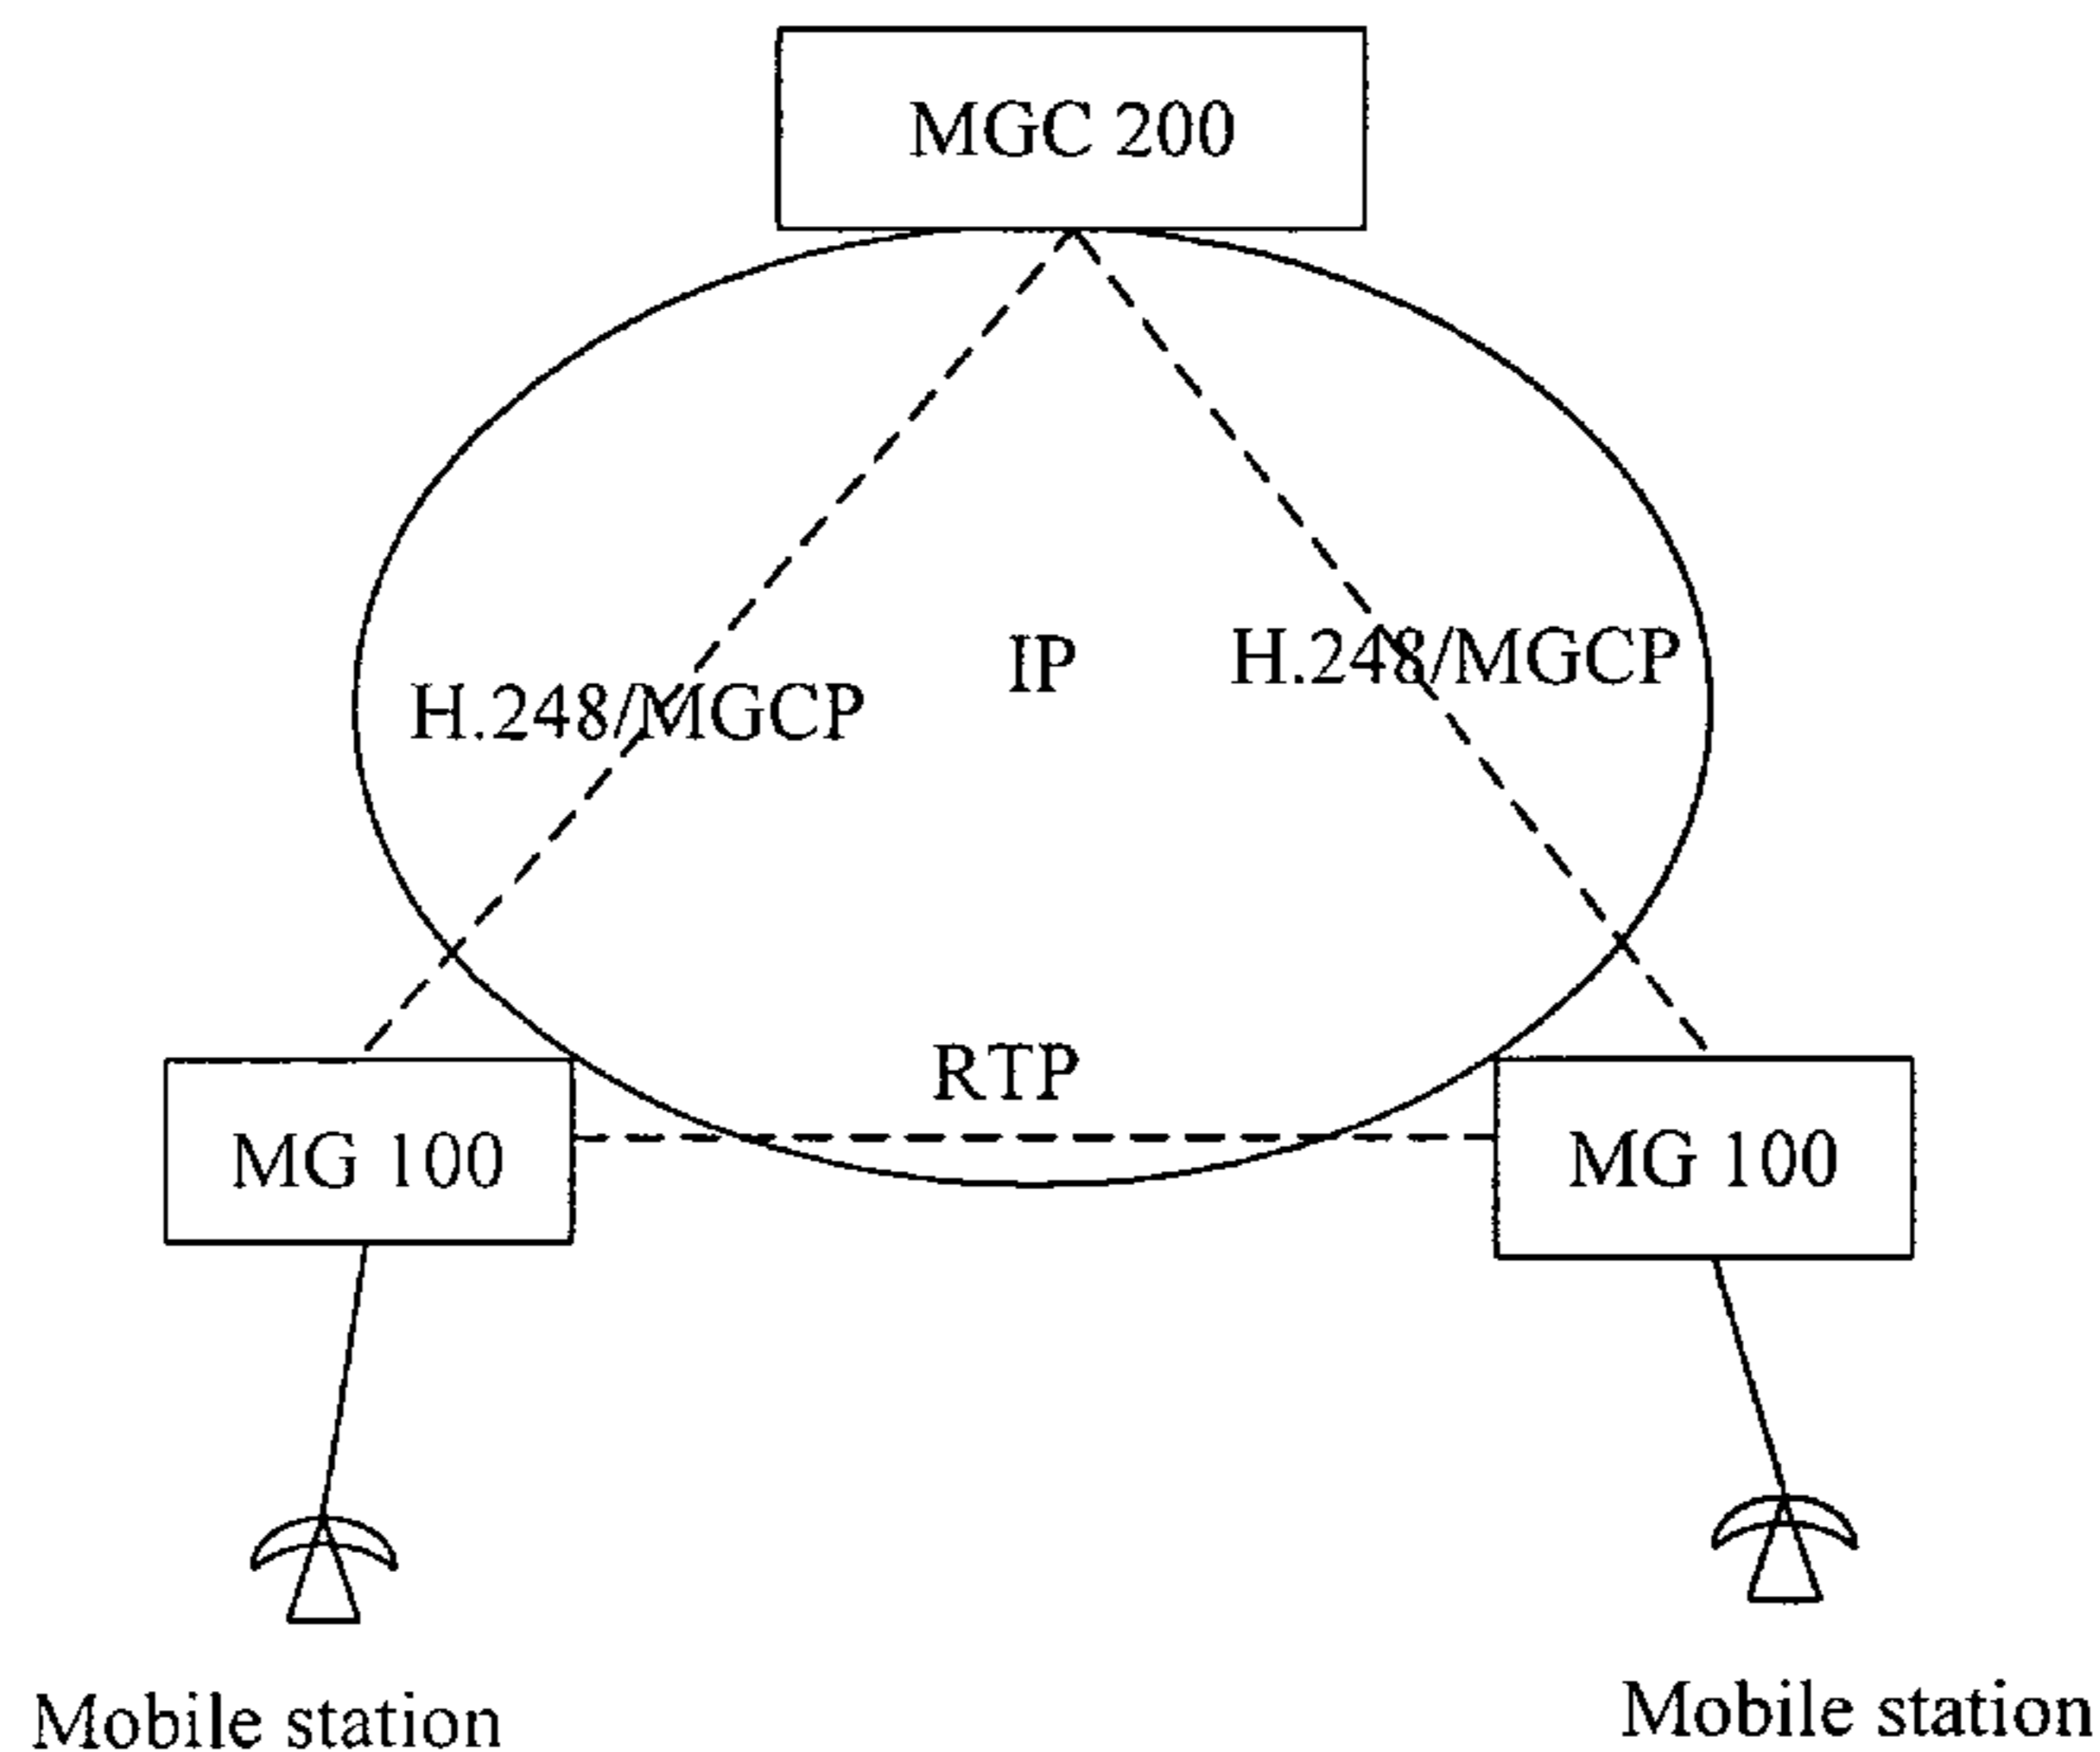 MGC 200
IP
H.248/MGCP
H.248/MGCP
RTP
MG 100
MG 100
Mobile station
Mobile station